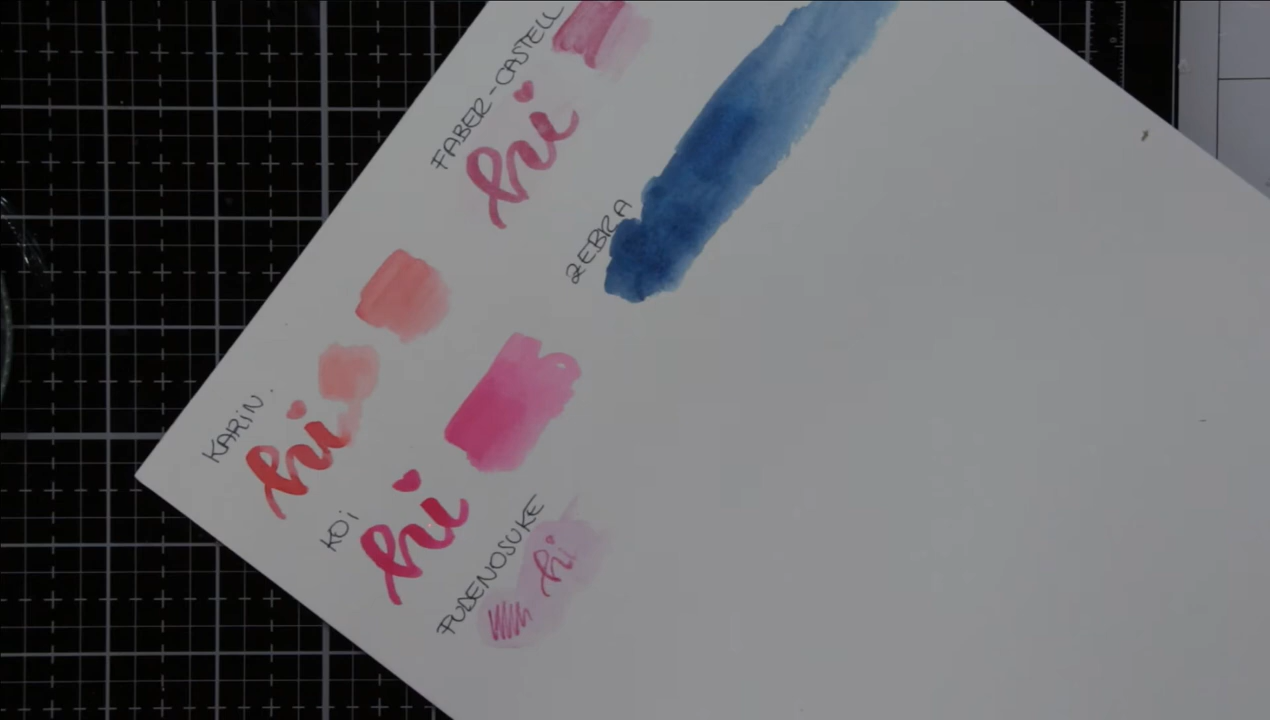 KARiN.
hi
FABER-CASTELL
hi
KOi
hi
ZEBRA
FUDENOSUKE
hi